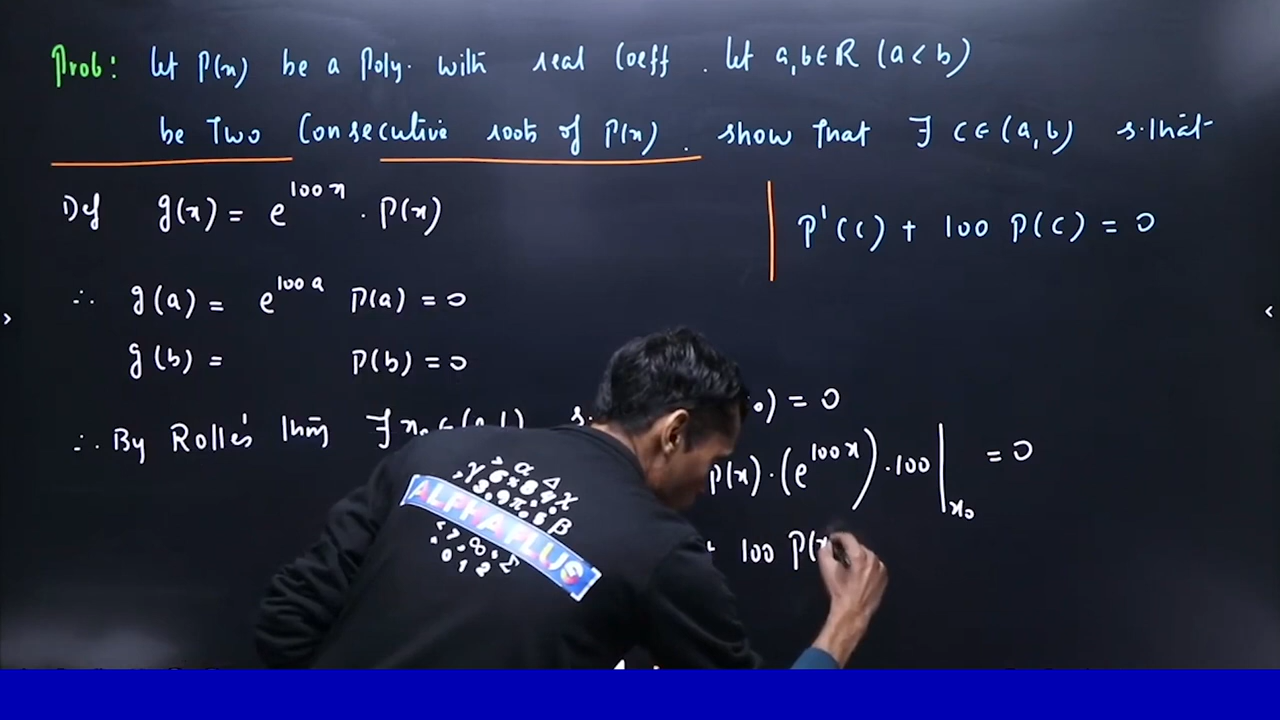 Prob: Let P(x) be a Poly. with real Coeff. Let a,b∈R (a<b)
be Two Consecutive roots of P(x). show that ∃ c∈(a,b) s.that
P'(c) + 100 P(c) = 0
Def g(x) = e^{100x} . P(x)
∴ g(a) = e^{100a} P(a) = 0
g(b) = P(b) = 0
∴ By Rolle's thm ∃ x₀ ∈ (a,b) s. ) = 0
P(x)·(e^{100x})·100|_{x₀} = 0
+ 100 P(x
ALPHA PLUS